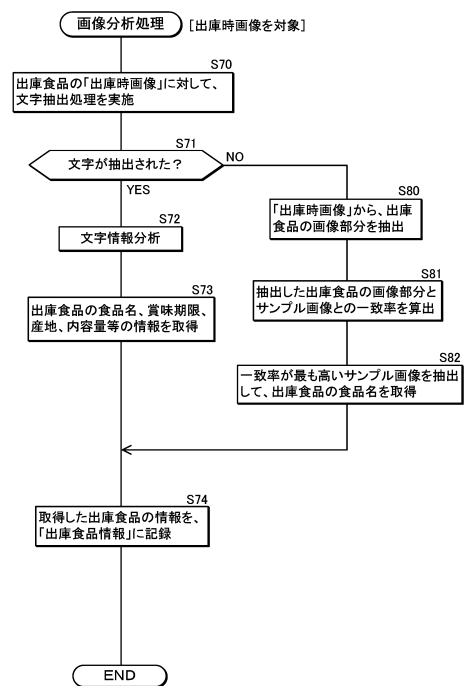 画像分析処理
[出庫時画像を対象]
S70
出庫食品の「出庫時画像」に対して、
文字抽出処理を実施
S71
文字が抽出された？
NO
YES
S72
文字情報分析
S73
出庫食品の食品名、賞味期限、
産地、内容量等の情報を取得
S80
「出庫時画像」から、出庫
食品の画像部分を抽出
S81
抽出した出庫食品の画像部分と
サンプル画像との一致率を算出
S82
一致率が最も高いサンプル画像を抽出
して、出庫食品の食品名を取得
S74
取得した出庫食品の情報を、
「出庫食品情報」に記録
END